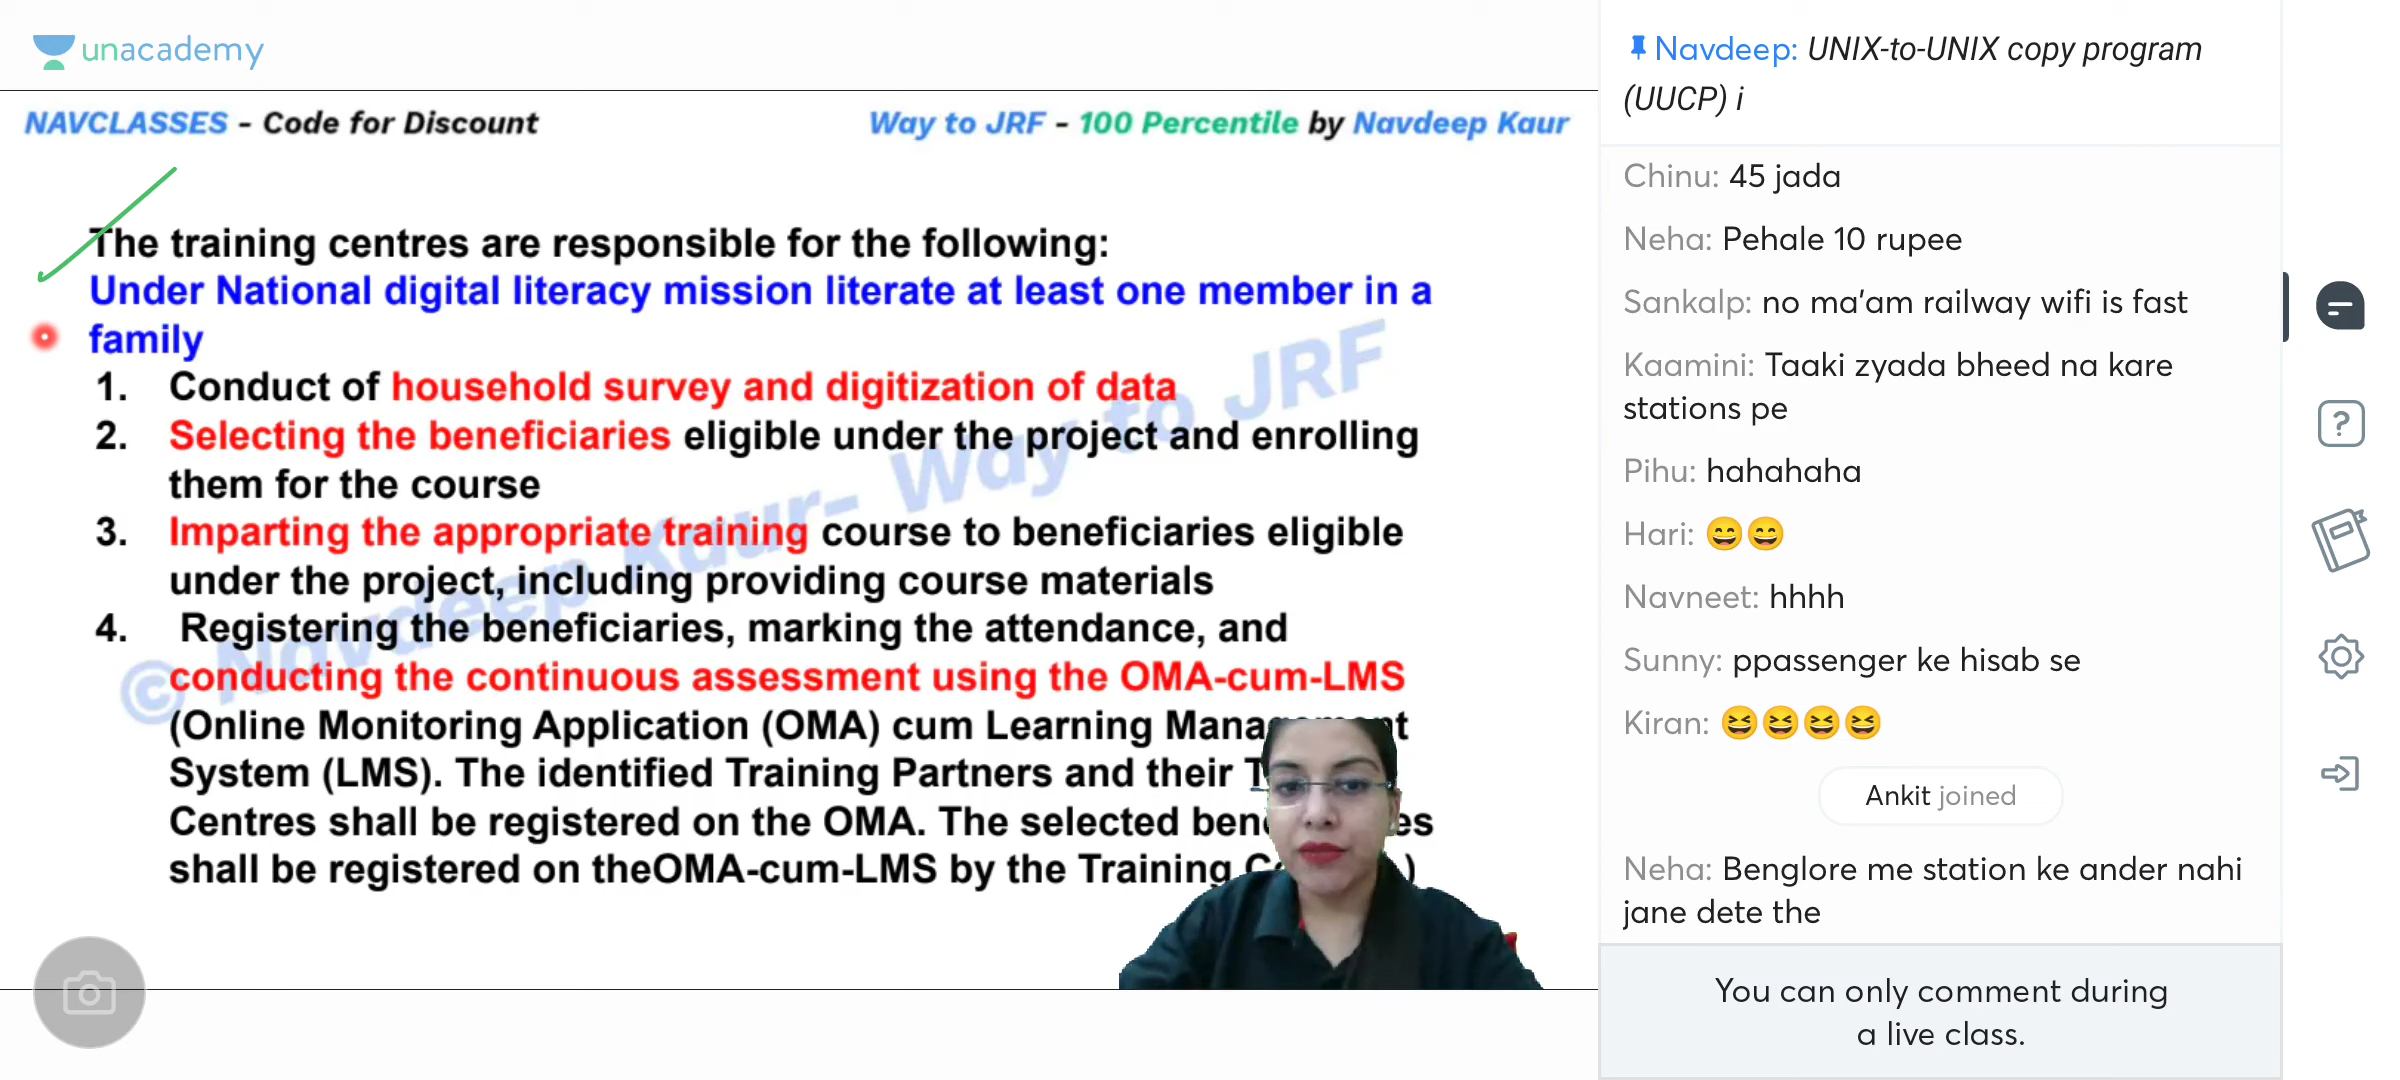 unacademy
NAVCLASSES - Code for Discount
Way to JRF - 100 Percentile by Navdeep Kaur
The training centres are responsible for the following:
Under National digital literacy mission literate at least one member in a
family
1. Conduct of household survey and digitization of data
2. Selecting the beneficiaries eligible under the project and enrolling
them for the course
3. Imparting the appropriate training course to beneficiaries eligible
under the project, including providing course materials
4. Registering the beneficiaries, marking the attendance, and
conducting the continuous assessment using the OMA-cum-LMS
(Online Monitoring Application (OMA) cum Learning
System (LMS). The identified Training Partners and their
Centres shall be registered on the OMA. The selected
shall be registered on theOMA-cum-LMS by the Training
© Navdeep Kaur- Way to JRF
Navdeep: UNIX-to-UNIX copy program
(UUCP) i
Chinu: 45 jada
Neha: Pehale 10 rupee
Sankalp: no ma'am railway wifi is fast
Kaamini: Taaki zyada bheed na kare
stations pe
Pihu: hahahaha
Hari: 😄😄
Navneet: hhhh
Sunny: ppassenger ke hisab se
Kiran: 😆😆😆😆
Ankit joined
Neha: Benglore me station ke ander nahi
jane dete the
You can only comment during
a live class.